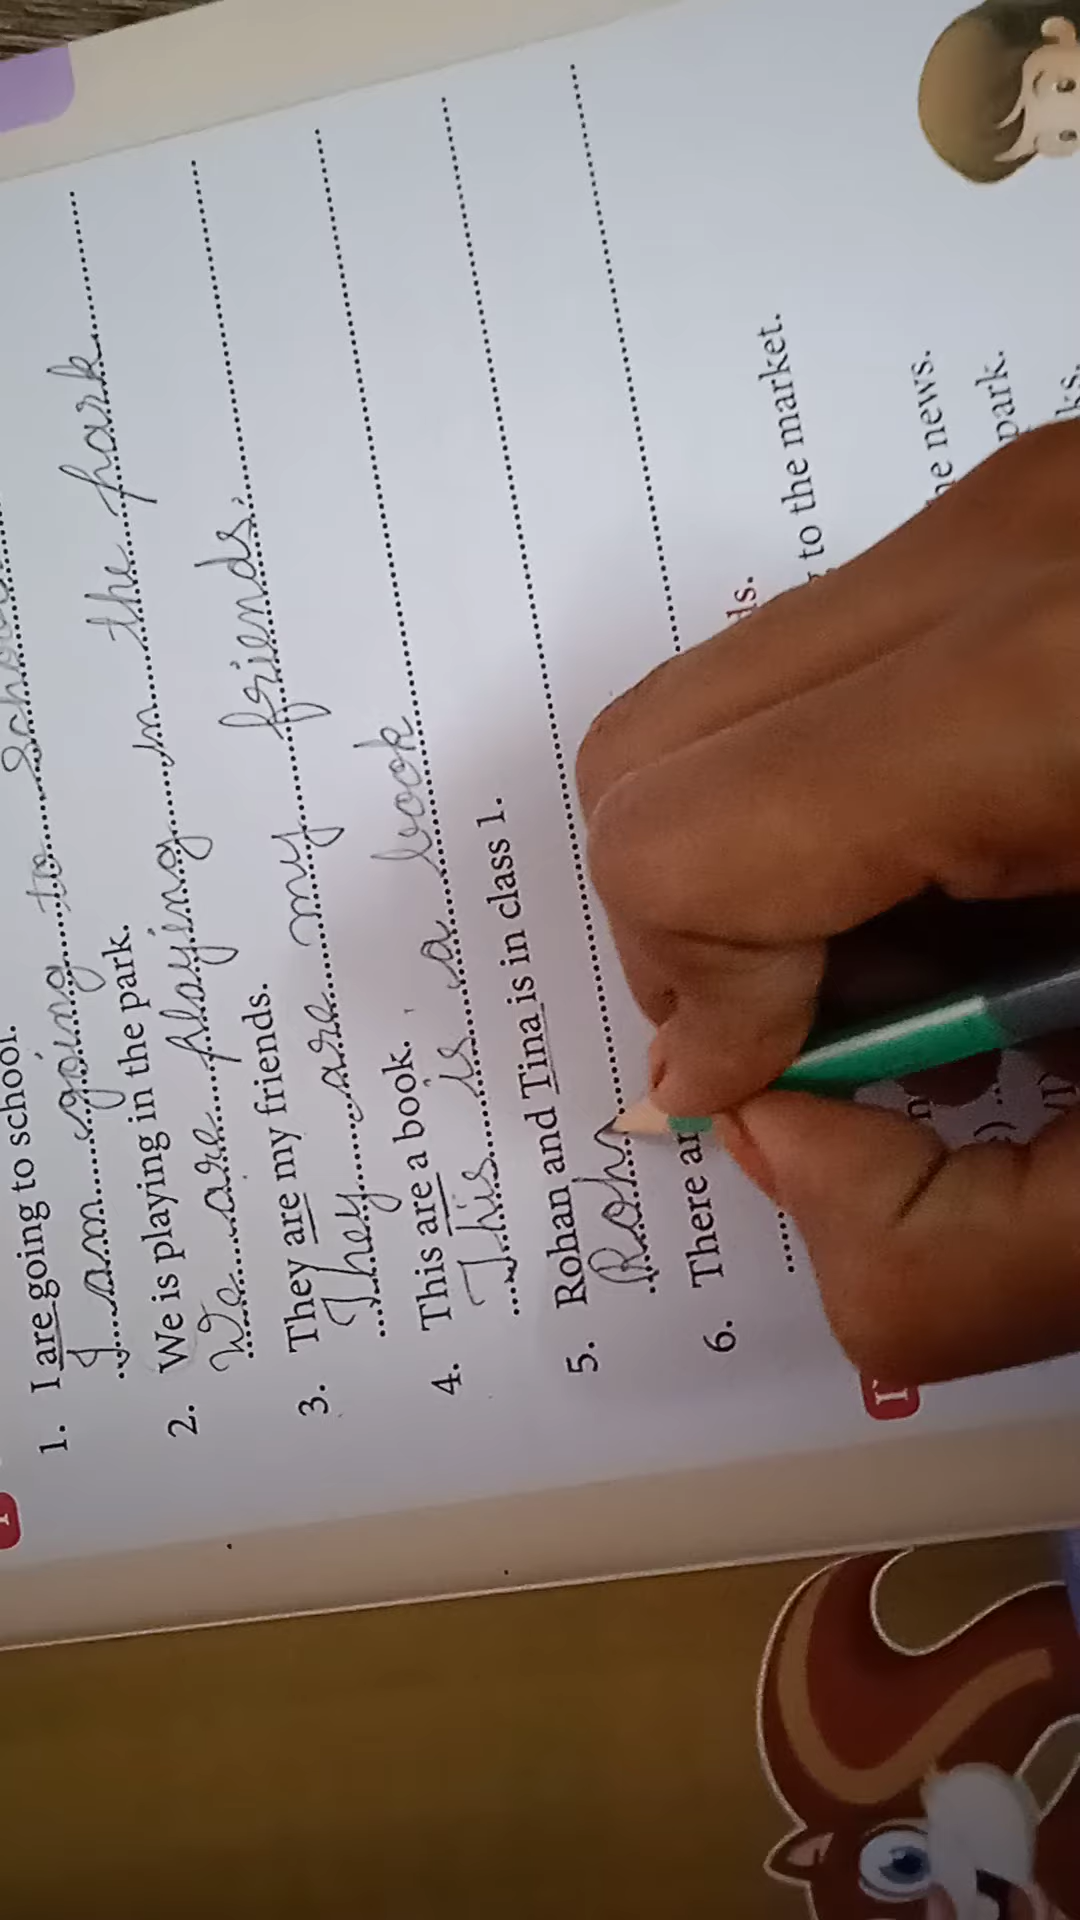 1. I are going to school.
I am going to school
2. We is playing in the park.
We are playing in the park
3. They are my friends.
They are my friends.
4. This are a book.
This is a book
5. Rohan and Tina is in class 1.
Roh
6. There ar
ds.
to the market.
he news.
park.
ks.